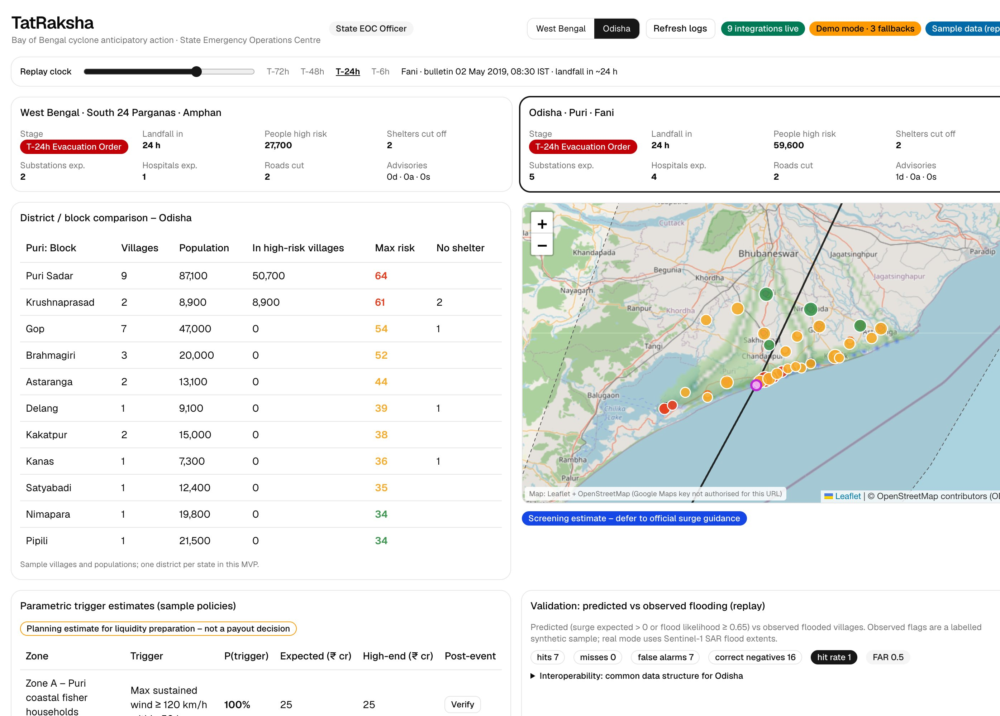 TatRaksha
Bay of Bengal cyclone anticipatory action · State Emergency Operations Centre
State EOC Officer
West Bengal
Odisha
Refresh logs
9 integrations live
Demo mode · 3 fallbacks
Sample data (rep
Replay clock
T-72h
T-48h
T-24h
T-6h
Fani · bulletin 02 May 2019, 08:30 IST · landfall in ~24 h
West Bengal · South 24 Parganas · Amphan
Stage
Landfall in
People high risk
Shelters cut off
T-24h Evacuation Order
24 h
27,700
2
Substations exp.
Hospitals exp.
Roads cut
Advisories
2
1
2
0d · 0a · 0s
Odisha · Puri · Fani
Stage
Landfall in
People high risk
Shelters cut off
T-24h Evacuation Order
24 h
59,600
2
Substations exp.
Hospitals exp.
Roads cut
Advisories
5
4
2
1d · 0a · 0s
District / block comparison – Odisha
Puri: Block Villages Population In high-risk villages Max risk No shelter
Puri Sadar 9 87,100 50,700 64
Krushnaprasad 2 8,900 8,900 61 2
Gop 7 47,000 0 54 1
Brahmagiri 3 20,000 0 52
Astaranga 2 13,100 0 44
Delang 1 9,100 0 39 1
Kakatpur 2 15,000 0 38
Kanas 1 7,300 0 36 1
Satyabadi 1 12,400 0 35
Nimapara 1 19,800 0 34
Pipili 1 21,500 0 34
Sample villages and populations; one district per state in this MVP.
+
−
Cuttack
Khandapada
Bhubaneswar
Jagatsinghpur
Paradip
Begunia
Khordha
Jagatsinghapur
Nayagarh
Ranpur
Khordha
Tangi
Chandanpur
Puri
Balugaon
Chilika
Lake
Rambha
Palur
Map: Leaflet + OpenStreetMap (Google Maps key not authorised for this URL)
Leaflet | © OpenStreetMap contributors (OD
Screening estimate – defer to official surge guidance
Parametric trigger estimates (sample policies)
Planning estimate for liquidity preparation – not a payout decision
Zone Trigger P(trigger) Expected (₹ cr) High-end (₹ cr) Post-event
Zone A – Puri
coastal fisher
households
Max sustained
wind ≥ 120 km/h
100%
25
25
Verify
Validation: predicted vs observed flooding (replay)
Predicted (surge expected > 0 or flood likelihood ≥ 0.65) vs observed flooded villages. Observed flags are a labelled
synthetic sample; real mode uses Sentinel-1 SAR flood extents.
hits 7
misses 0
false alarms 7
correct negatives 16
hit rate 1
FAR 0.5
▶ Interoperability: common data structure for Odisha